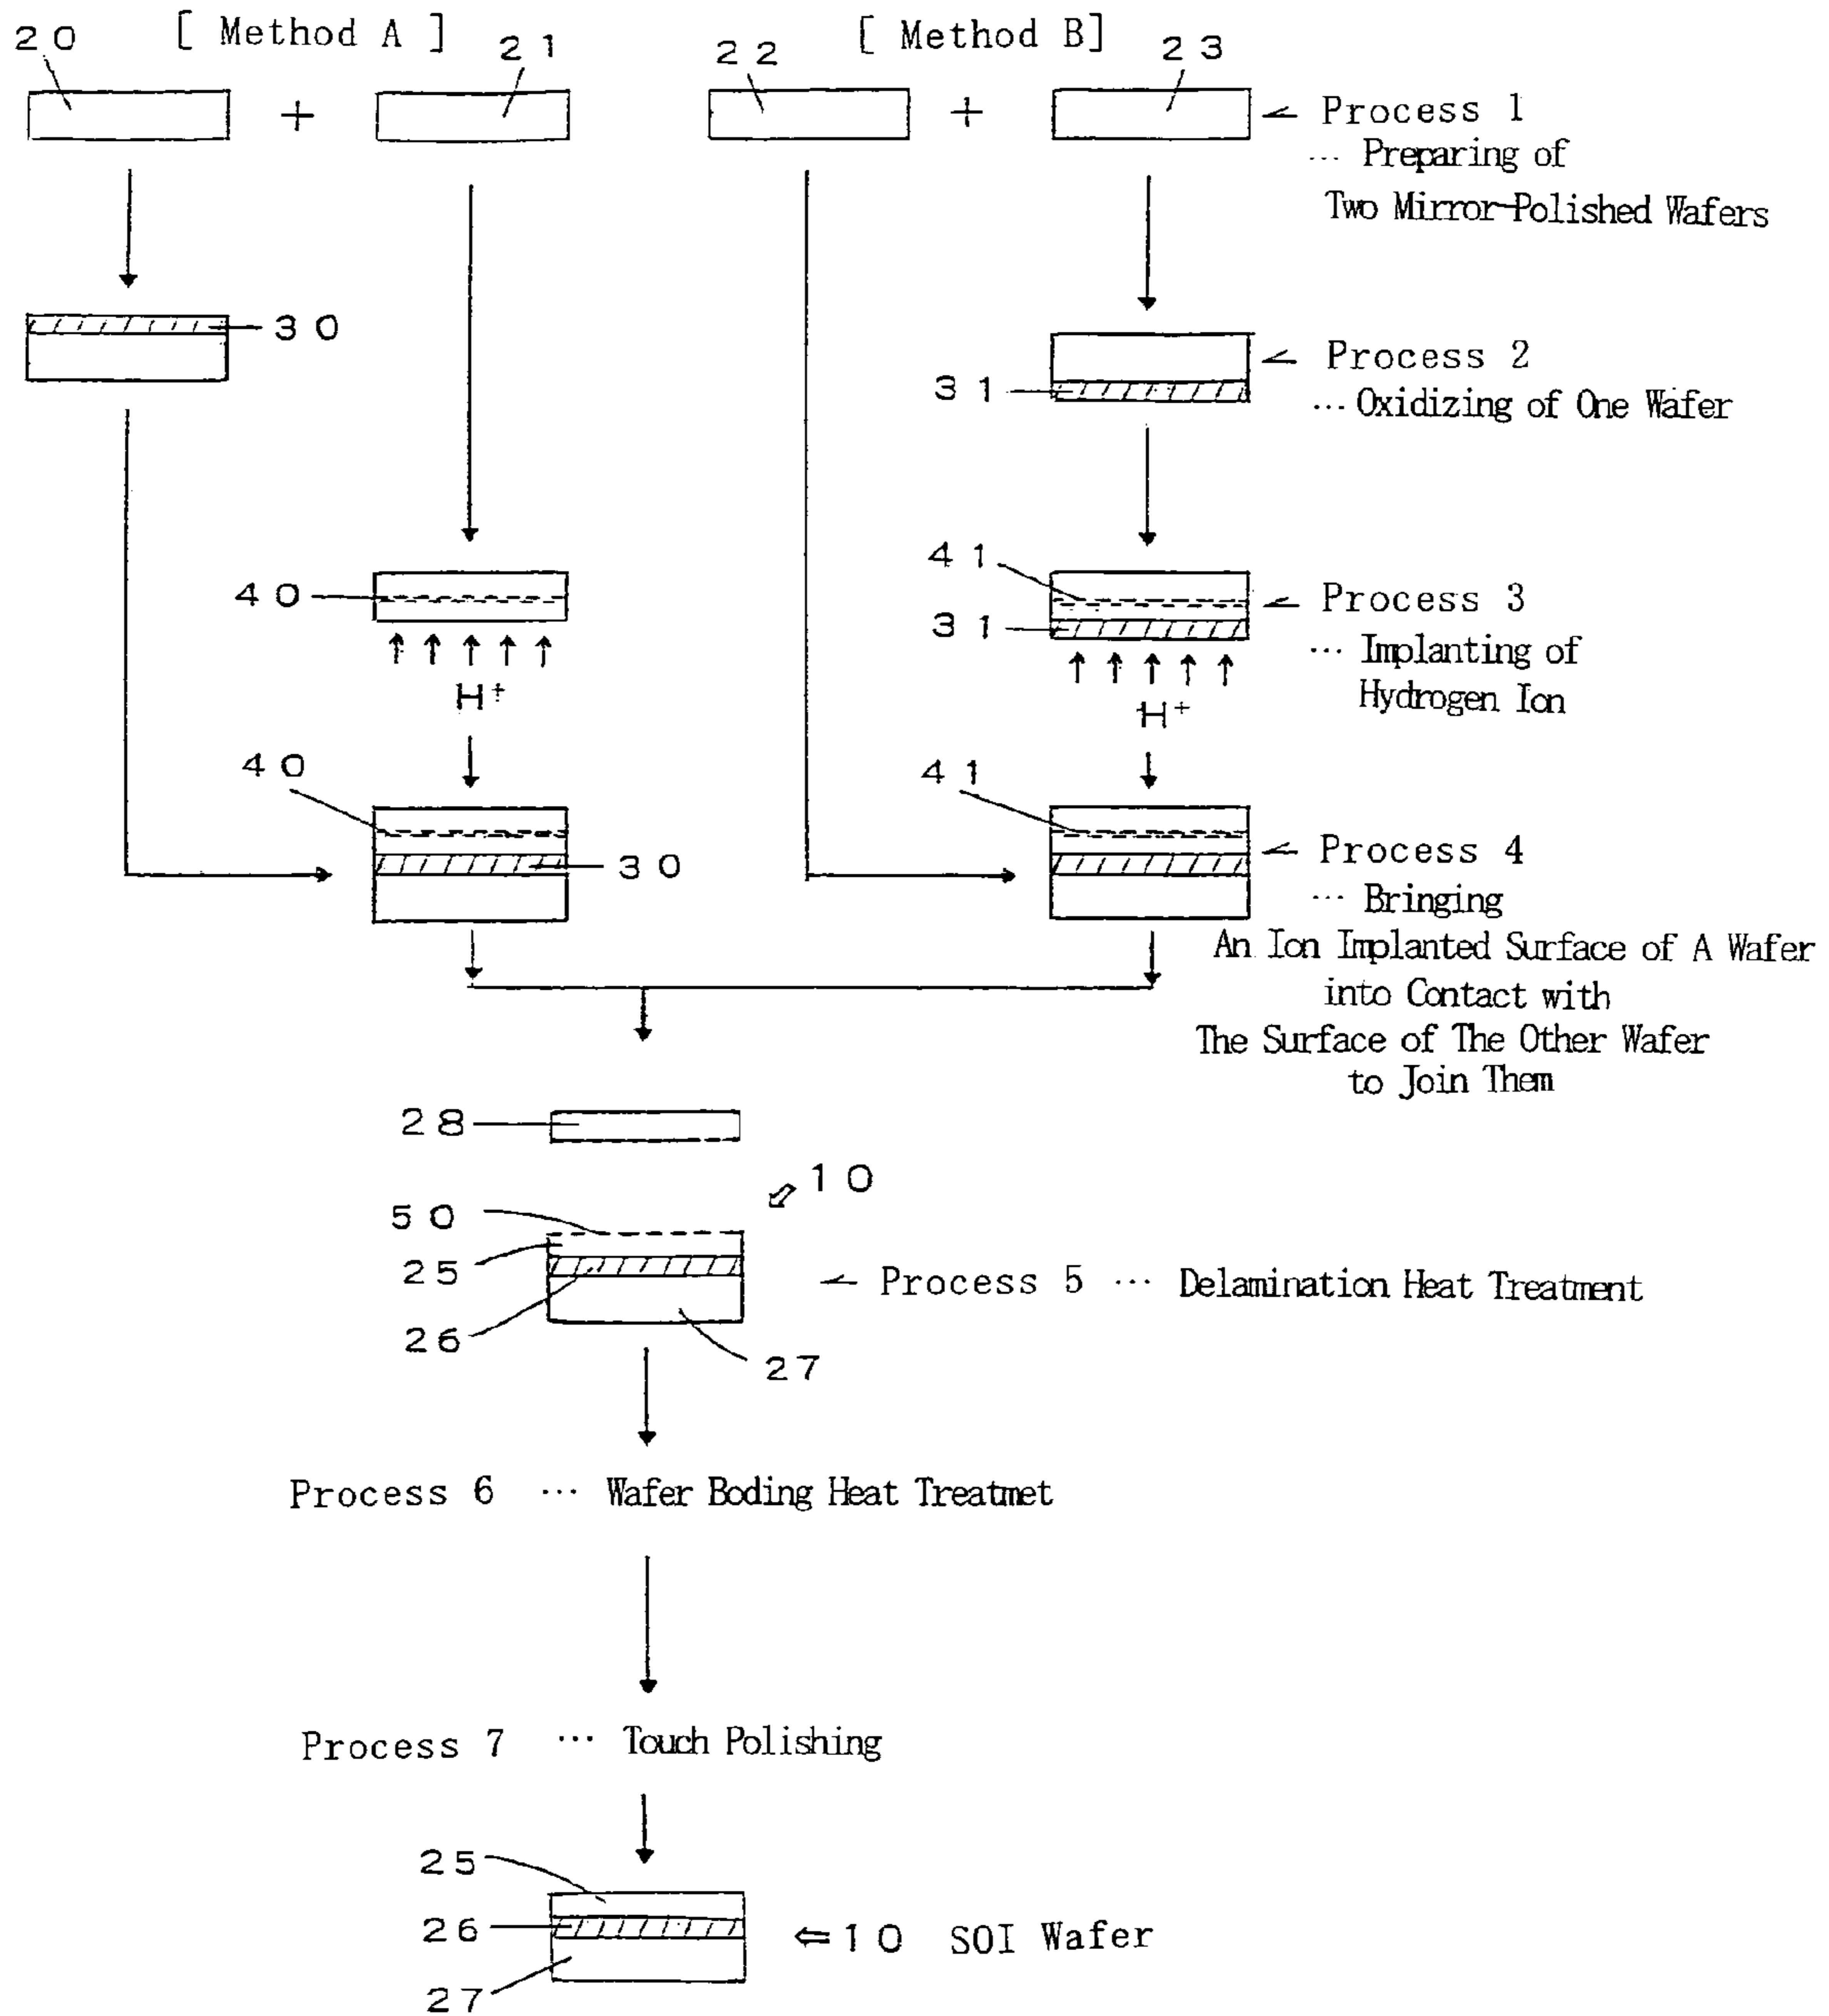 [ Method A ]
[ Method B]
20
21
22
23
+
+
Process 1
... Preparing of
Two Mirror-Polished Wafers
30
Process 2
31
... Oxidizing of One Wafer
40
41
Process 3
31
... Implanting of
H+
Hydrogen Ion
H+
40
41
30
Process 4
... Bringing
An Ion Implanted Surface of A Wafer
into Contact with
The Surface of The Other Wafer
to Join Them
28
10
50
25
Process 5 ... Delamination Heat Treatment
26
27
Process 6 ... Wafer Boding Heat Treatmet
Process 7 ... Touch Polishing
25
26
10 SOI Wafer
27